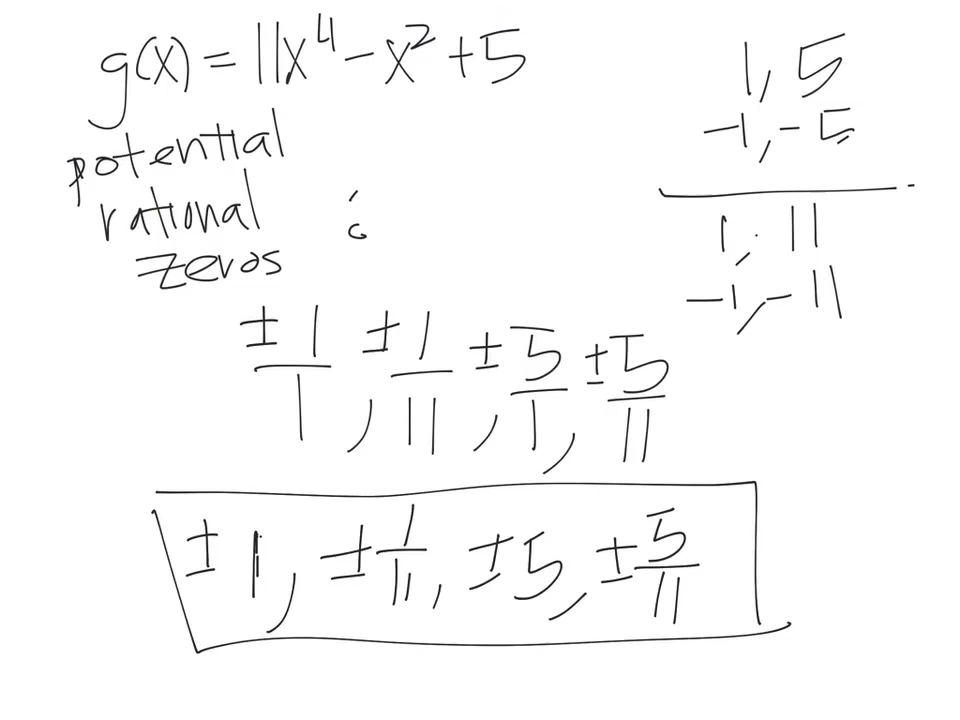 g(x) = 11x⁴ - x² + 5
potential
rational :
zeros
1, 5
-1, -5
1, 11
-1, -11
± 1/1, ± 1/11, ± 5/1, ± 5/11
± 1, ± 1/11, ± 5, ± 5/11